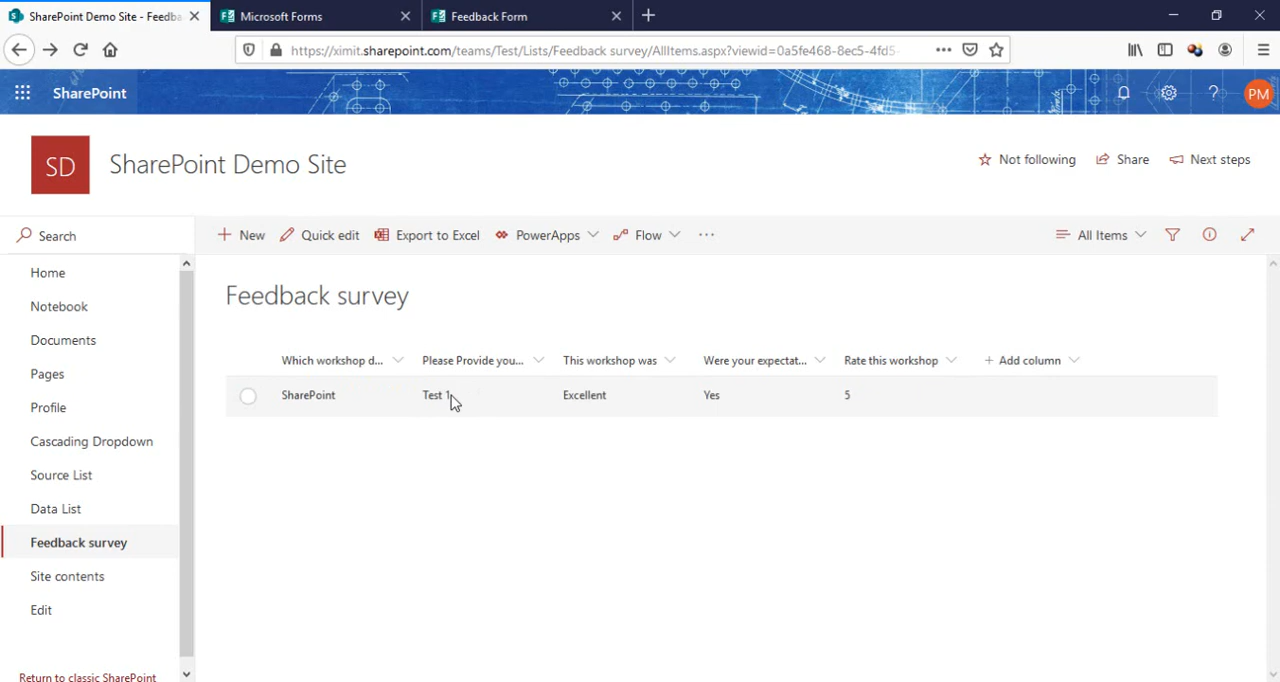 SharePoint Demo Site - Feedba
Microsoft Forms
Feedback Form
https://ximit.sharepoint.com/teams/Test/Lists/Feedback survey/AllItems.aspx?viewid=0a5fe468-8ec5-4fd5-
SharePoint
PM
SD
SharePoint Demo Site
Not following
Share
Next steps
Search
New
Quick edit
Export to Excel
PowerApps
Flow
All Items
Home
Notebook
Documents
Pages
Profile
Cascading Dropdown
Source List
Data List
Feedback survey
Site contents
Edit
Return to classic SharePoint
Feedback survey
Which workshop d... Please Provide you... This workshop was Were your expectat... Rate this workshop Add column
SharePoint Test 1 Excellent Yes 5